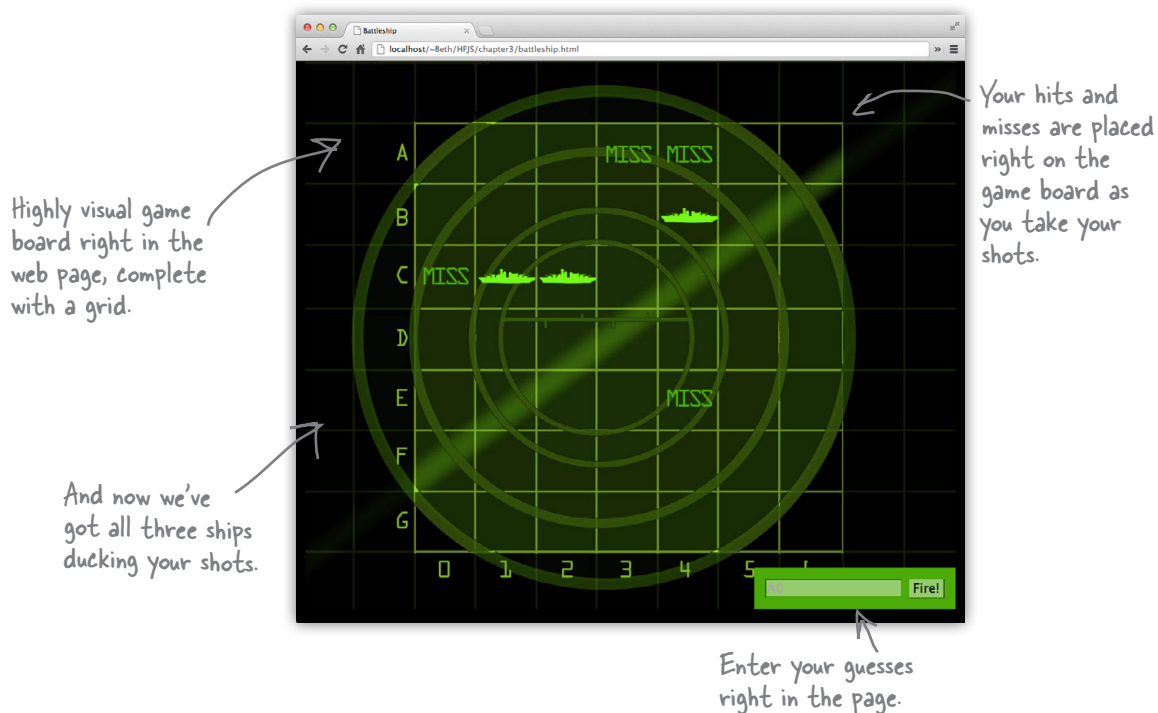 Battleship
localhost/~Beth/HFJS/chapter3/battleship.html
Highly visual game
board right in the
web page, complete
with a grid.
Your hits and
misses are placed
right on the
game board as
you take your
shots.
And now we've
got all three ships
ducking your shots.
A MISS MISS
B
C MISS
D
E MISS
F
G
0 1 2 3 4 5
A0 Fire!
Enter your guesses
right in the page.